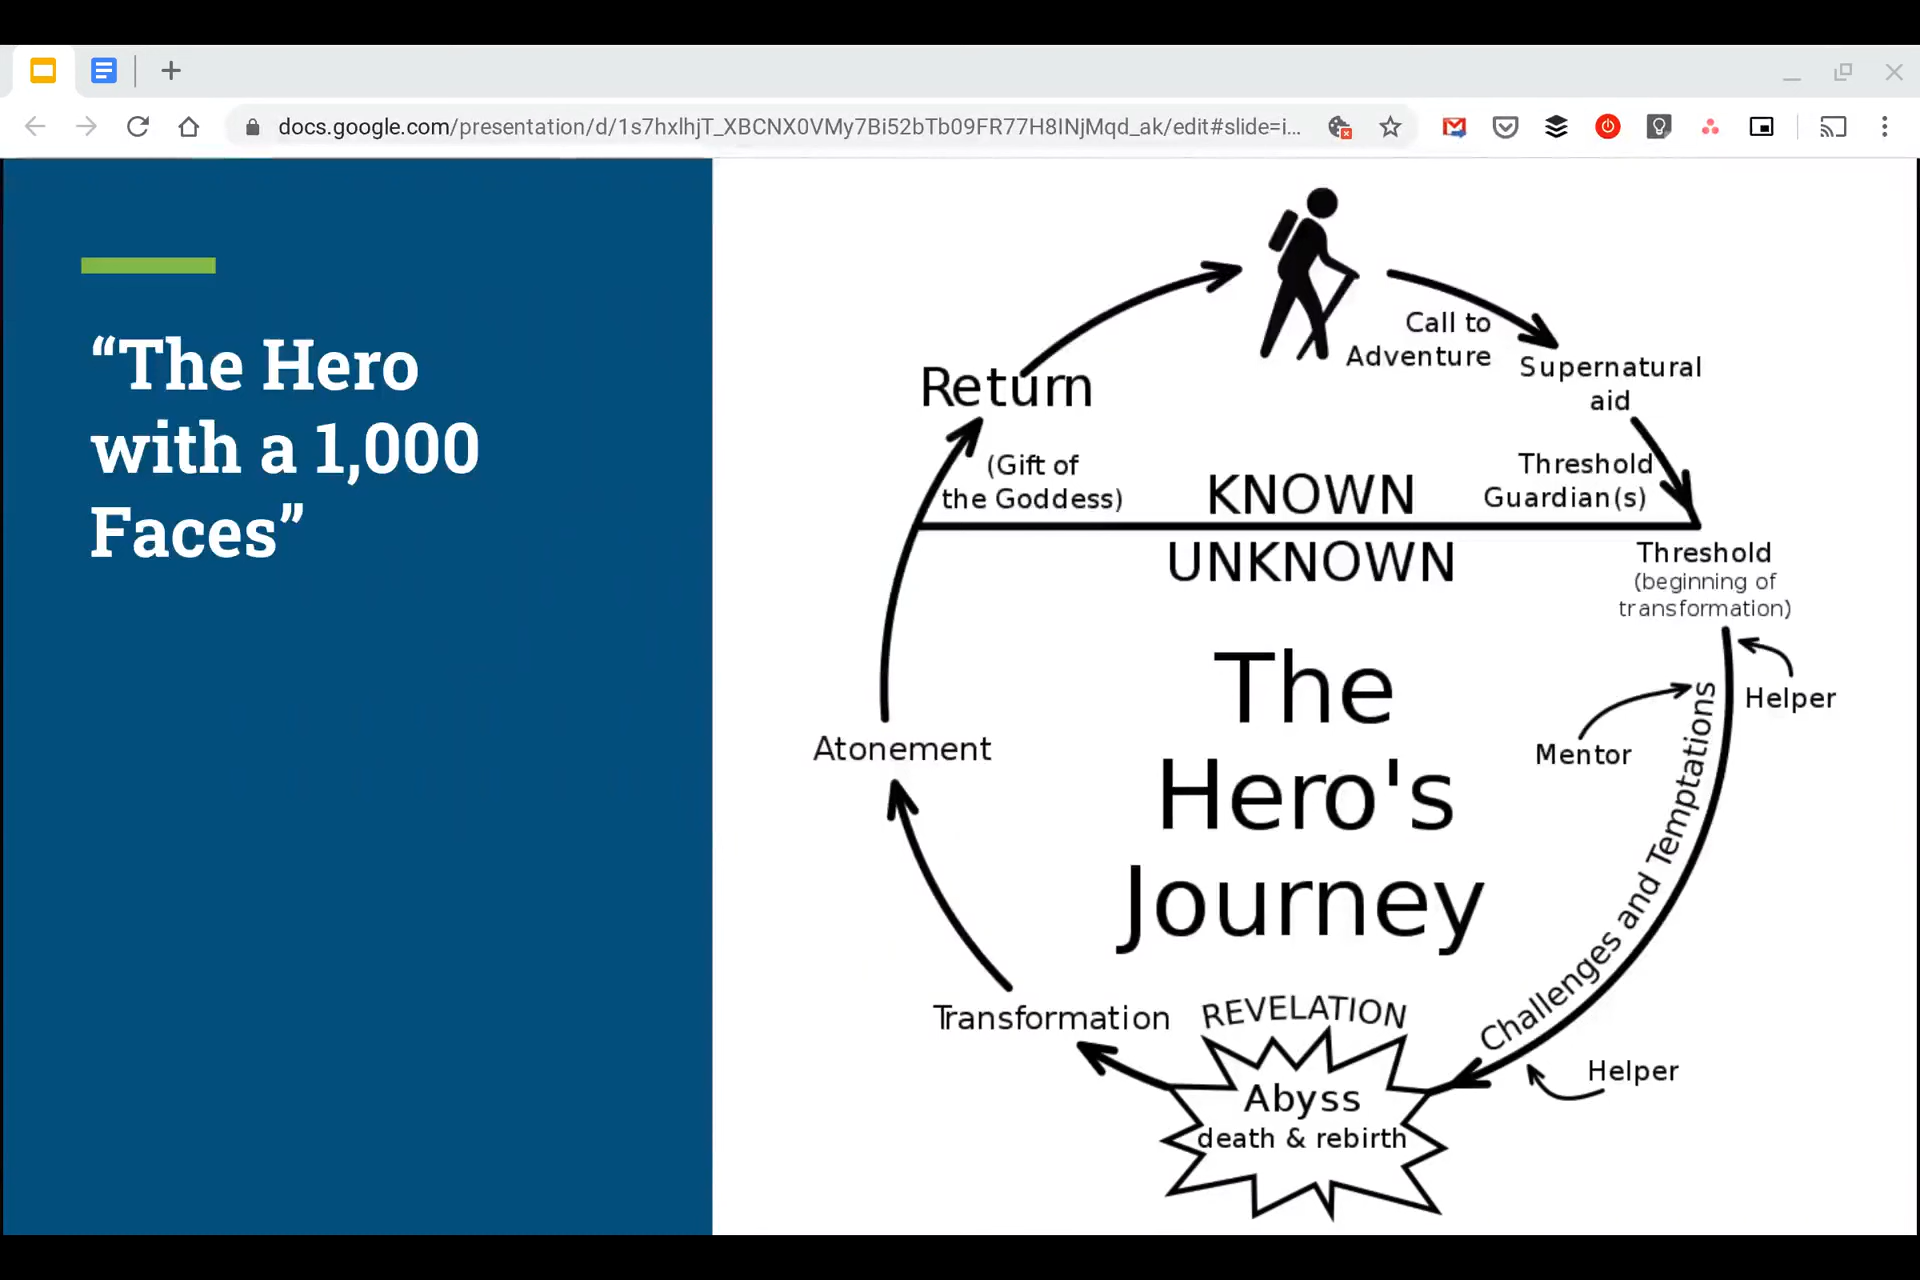 docs.google.com/presentation/d/1s7hxlhjT_XBCNX0VMy7Bi52bTb09FR77H8INjMqd_ak/edit#slide=i...
“The Hero
with a 1,000
Faces”
Call to
Adventure
Supernatural
aid
Return
(Gift of
the Goddess)
KNOWN
Threshold
Guardian(s)
UNKNOWN
Threshold
(beginning of
transformation)
Helper
Mentor
The
Hero's
Journey
Challenges and Temptations
Atonement
Transformation
REVELATION
Helper
Abyss
death & rebirth